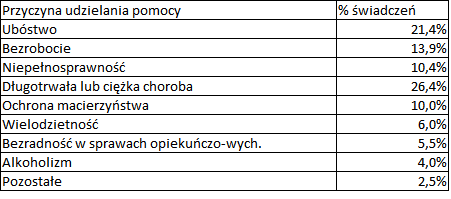 Przyczyna udzielania pomocy % świadczeń
Ubóstwo 21,4%
Bezrobocie 13,9%
Niepełnosprawność 10,4%
Długotrwała lub ciężka choroba 26,4%
Ochrona macierzyństwa 10,0%
Wielodzietność 6,0%
Bezradność w sprawach opiekuńczo-wych. 5,5%
Alkoholizm 4,0%
Pozostałe 2,5%